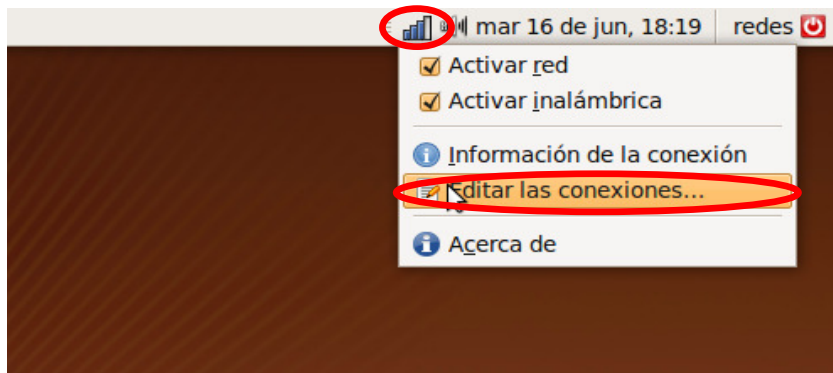 mar 16 de jun, 18:19 redes
Activar red
Activar inalámbrica
Información de la conexión
Editar las conexiones...
Acerca de